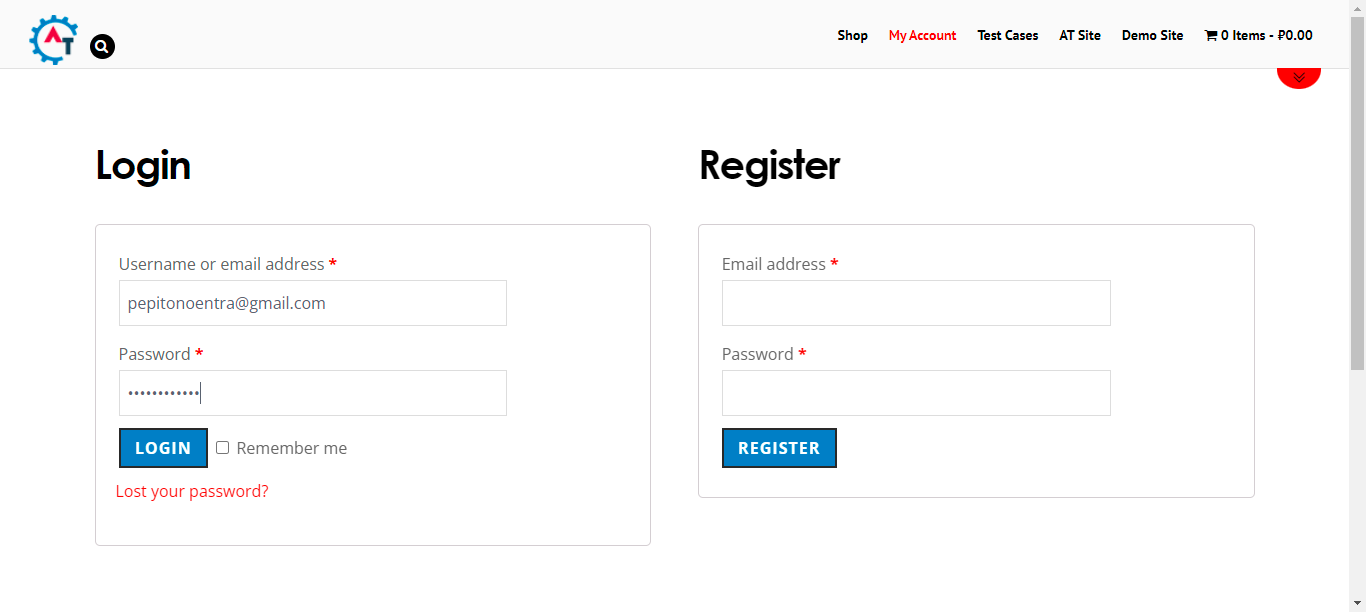 AT
Shop My Account Test Cases AT Site Demo Site 0 Items - ₽0.00
Login
Register
Username or email address *
pepitonoentra@gmail.com
Password *
••••••••••••
LOGIN Remember me
Lost your password?
Email address *
Password *
REGISTER